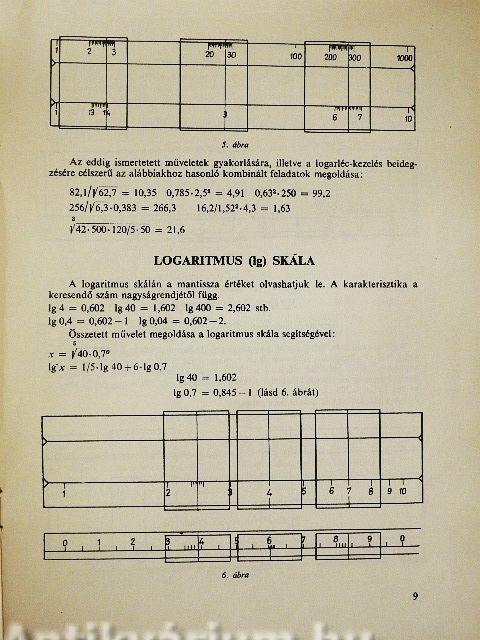 1 2 3 20 30 100 200 300 1000
1 13 14 3 6 7 10
5. ábra
Az eddig ismertetett műveletek gyakorlására, illetve a logarléc-kezelés beideg-
zésére célszerű az alábbiakhoz hasonló kombinált feladatok megoldása:
82,1/√62,7 = 10,35 0,785·2,5² = 4,91 0,63²·250 = 99,2
256/√6,3·0,383 = 266,3 16,2/1,52²·4,3 = 1,63
³√42·500·120/5·50 = 21,6
LOGARITMUS (lg) SKÁLA
A logaritmus skálán a mantissza értéket olvashatjuk le. A karakterisztika a
keresendő szám nagyságrendjétől függ.
lg 4 = 0,602 lg 40 = 1,602 lg 400 = 2,602 stb.
lg 0,4 = 0,602−1 lg 0,04 = 0,602−2.
Összetett művelet megoldása a logaritmus skála segítségével:
x = ⁵√40·0,7⁶
lg x = 1/5·lg 40+6·lg 0,7
lg 40 = 1,602
lg 0,7 = 0,845−1 (lásd 6. ábrát)
1 2 3 4 5 6 7 8 9 10
0 1 2 3 4 5 6 7 8 9 0
6. ábra
9
Antikvárium.hu